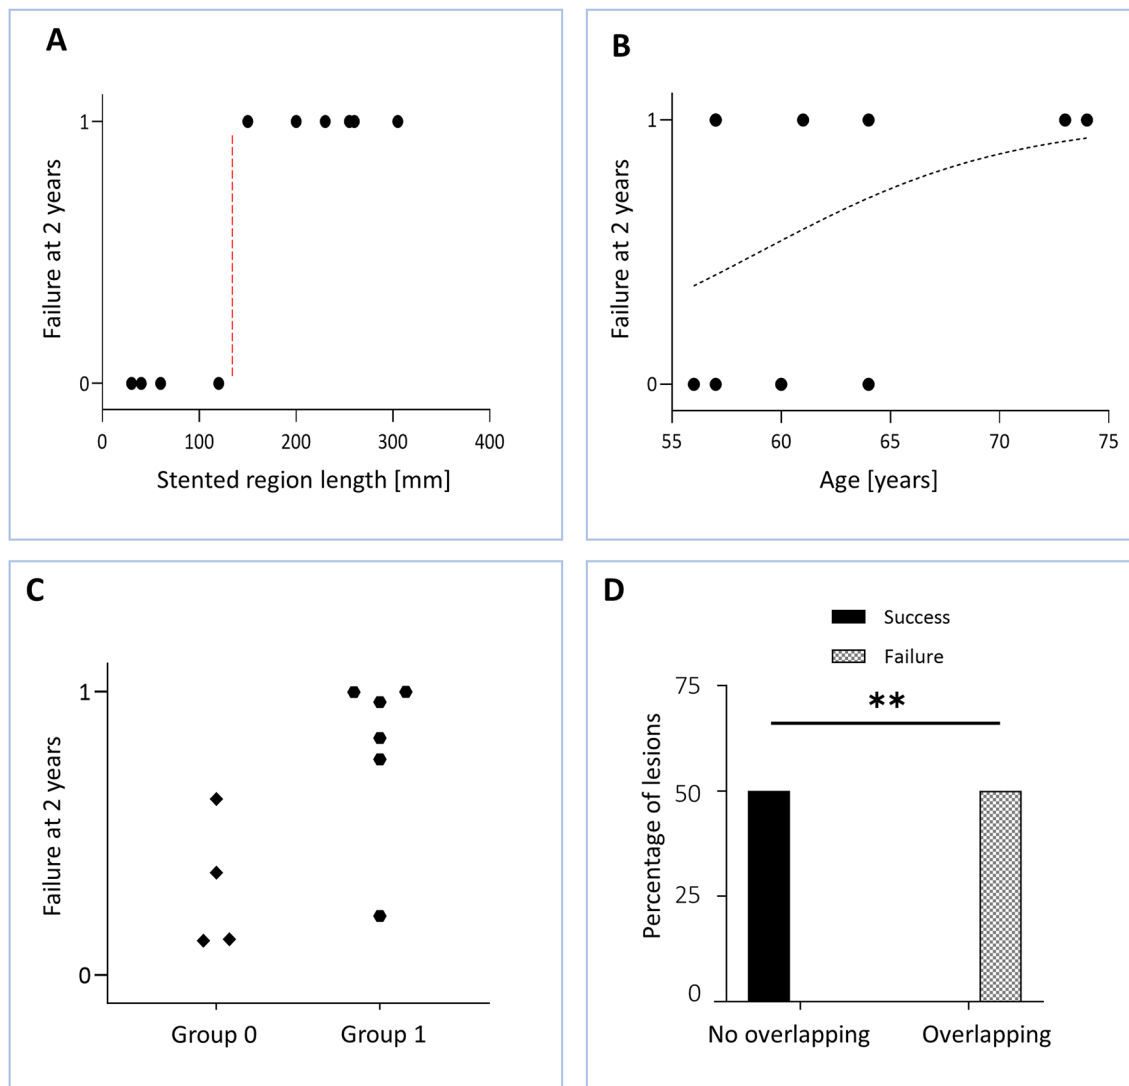 A
Failure at 2 years
1
0
0 100 200 300 400
Stented region length [mm]
B
Failure at 2 years
1
0
55 60 65 70 75
Age [years]
C
Failure at 2 years
1
0
Group 0 Group 1
D
Success
Failure
**
Percentage of lesions
75
50
25
0
No overlapping Overlapping